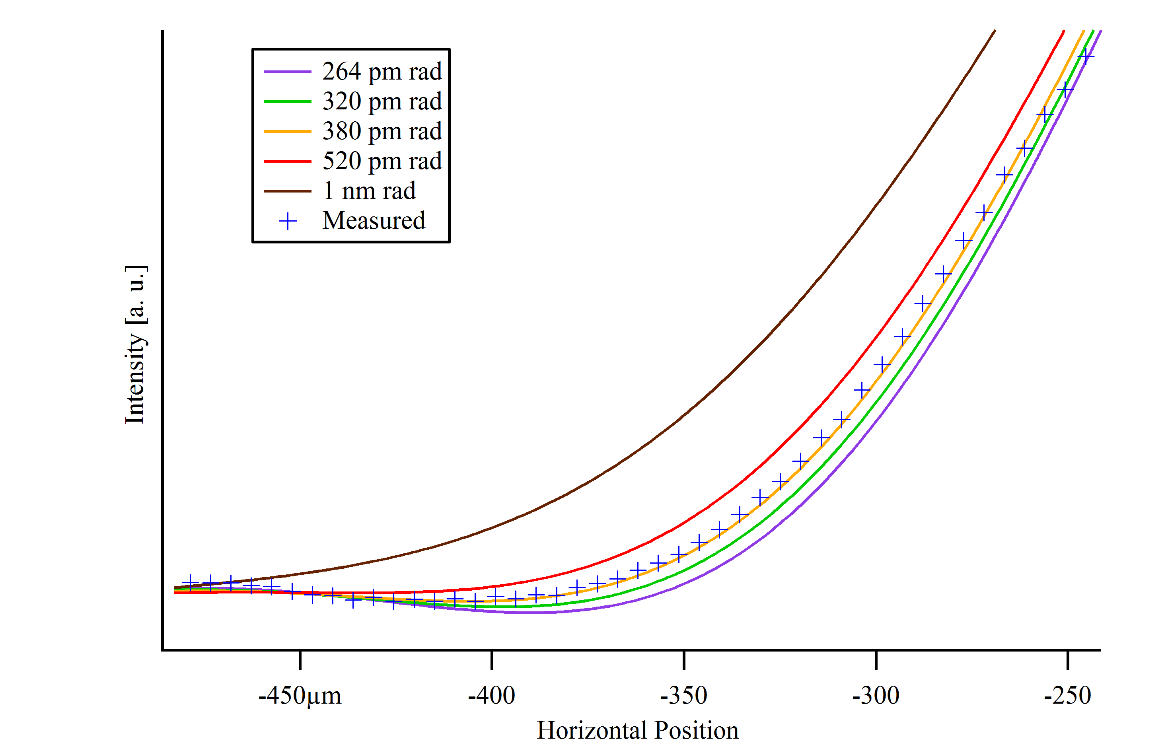 264 pm rad
320 pm rad
380 pm rad
520 pm rad
1 nm rad
Measured
Intensity [a. u.]
-450µm
-400
-350
-300
-250
Horizontal Position